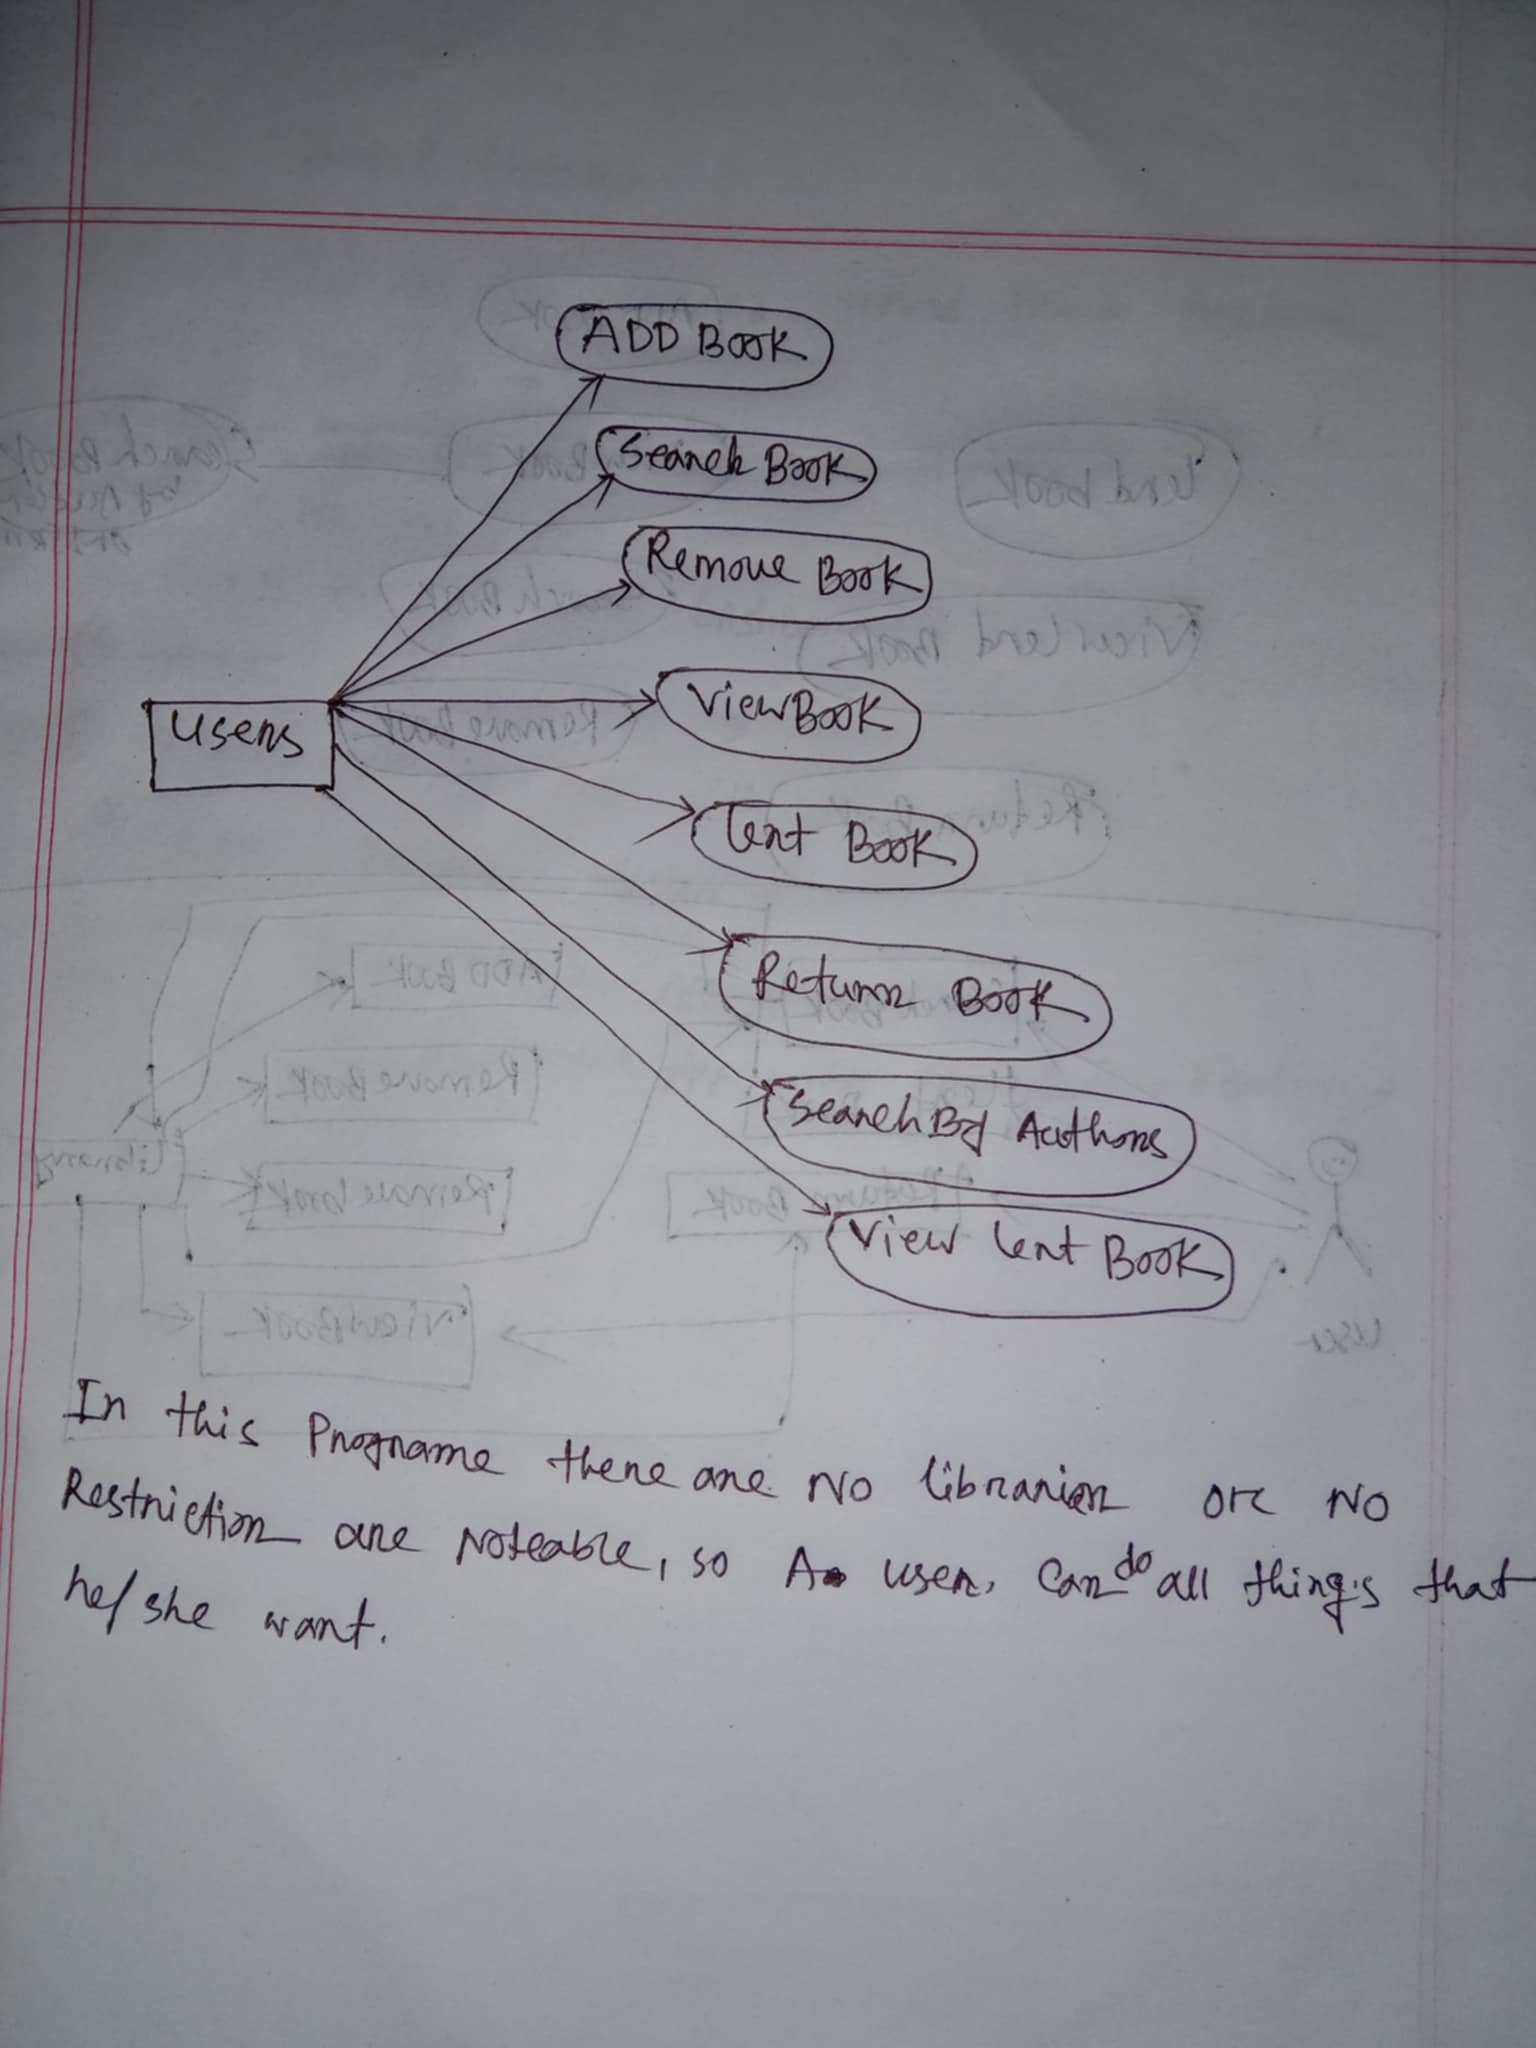 ADD BOOK
Search Book
Remove Book
View Book
users
lent Book
Return Book
Search By Authors
View lent Book
In this Programe there are No librarian or No
Restriction are Noteable, so A user. Can do all thing's that
he/she want.